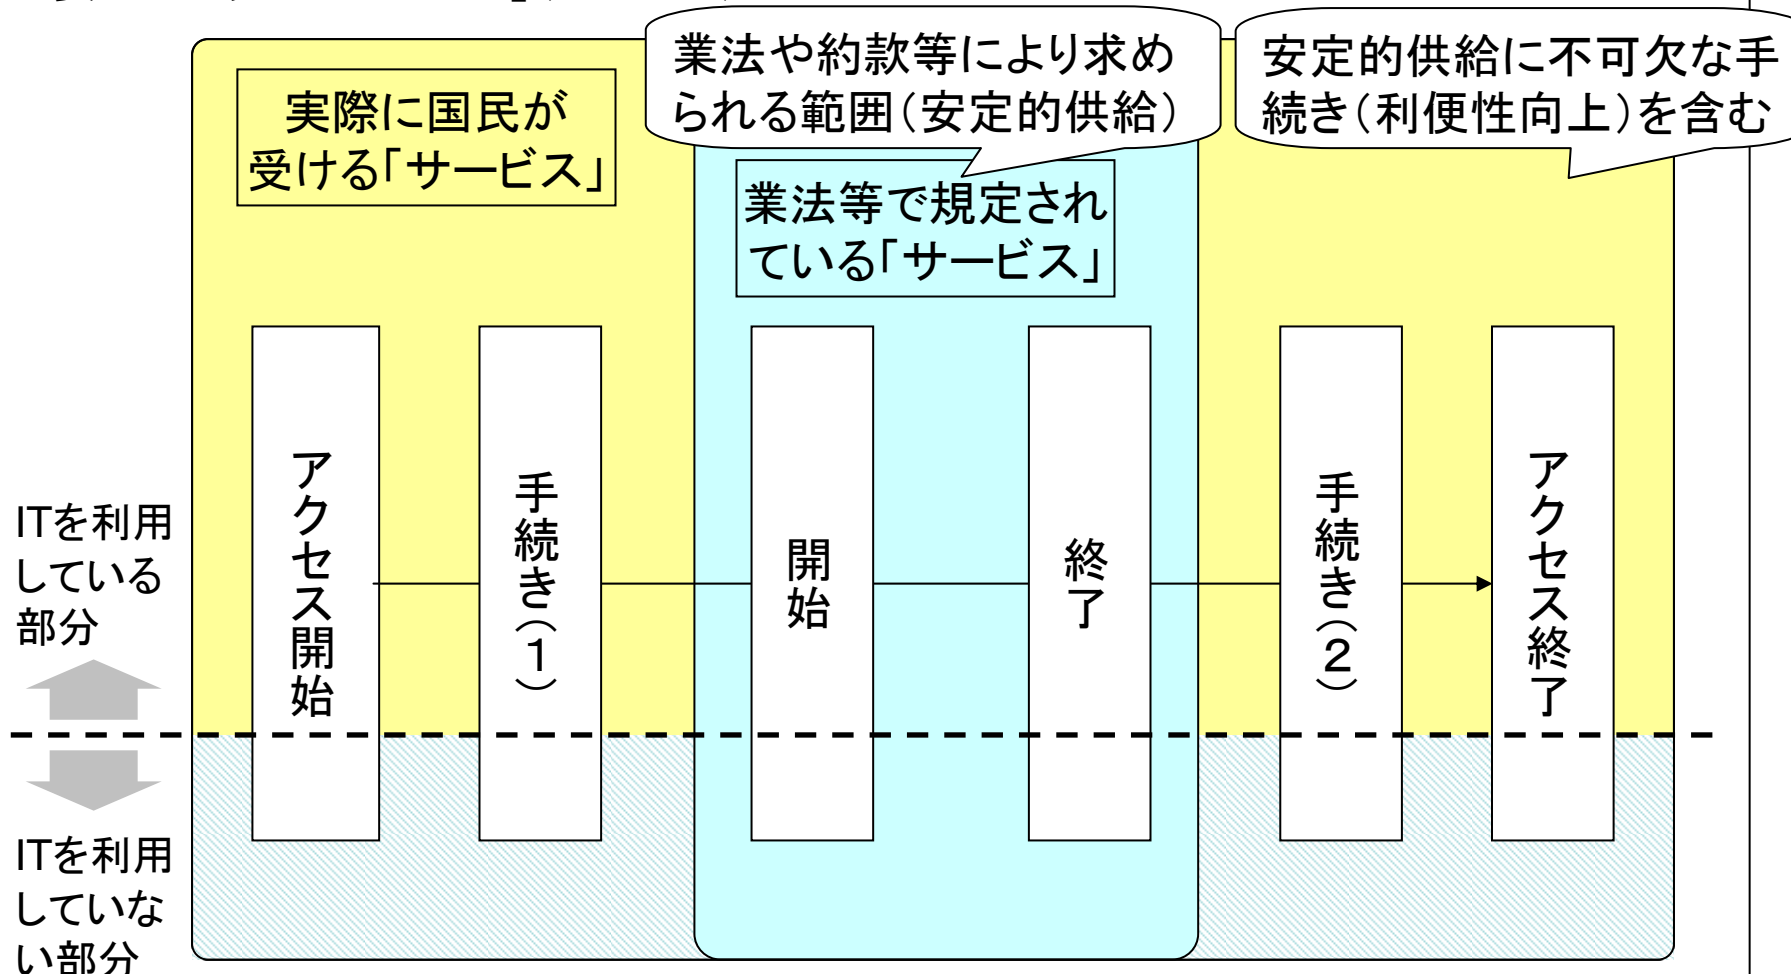 業法や約款等により求め
られる範囲（安定的供給）
安定的供給に不可欠な手
続き（利便性向上）を含む
実際に国民が
受ける「サービス」
業法等で規定され
ている「サービス」
アクセス開始
手続き（１）
開始
終了
手続き（２）
アクセス終了
ITを利用
している
部分
ITを利用
していな
い部分